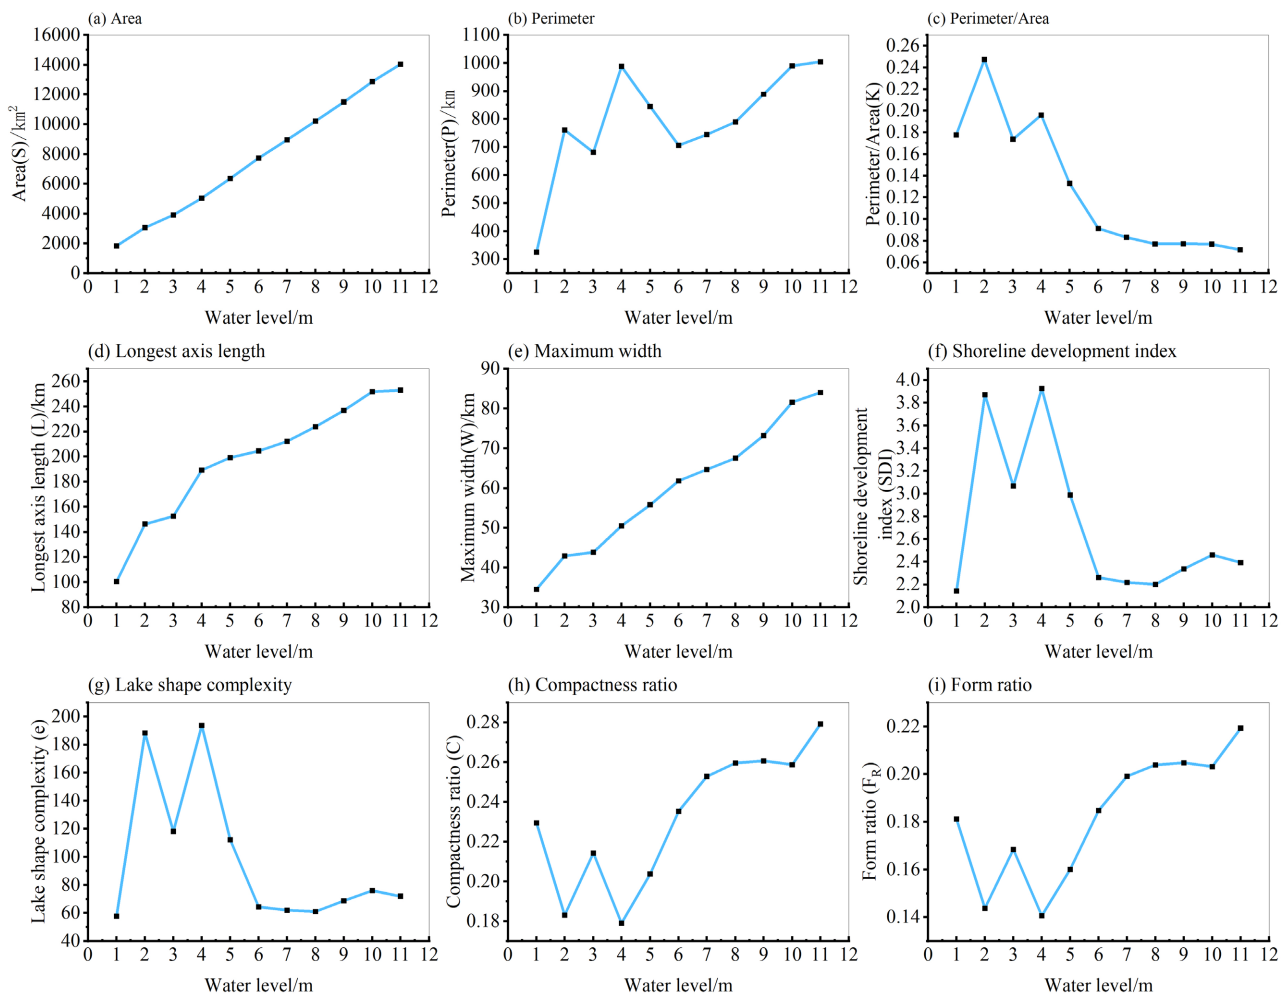 (a) Area
16000
14000
12000
10000
8000
6000
4000
2000
0
Area(S)/km²
0 1 2 3 4 5 6 7 8 9 10 11 12
Water level/m
(b) Perimeter
1100
1000
900
800
700
600
500
400
300
Perimeter(P)/km
0 1 2 3 4 5 6 7 8 9 10 11 12
Water level/m
(c) Perimeter/Area
0.26
0.24
0.22
0.20
0.18
0.16
0.14
0.12
0.10
0.08
0.06
Perimeter/Area(K)
0 1 2 3 4 5 6 7 8 9 10 11 12
Water level/m
(d) Longest axis length
260
240
220
200
180
160
140
120
100
80
Longest axis length (L)/km
0 1 2 3 4 5 6 7 8 9 10 11 12
Water level/m
(e) Maximum width
90
80
70
60
50
40
30
Maximum width(W)/km
0 1 2 3 4 5 6 7 8 9 10 11 12
Water level/m
(f) Shoreline development index
4.0
3.8
3.6
3.4
3.2
3.0
2.8
2.6
2.4
2.2
2.0
Shoreline development
index (SDI)
0 1 2 3 4 5 6 7 8 9 10 11 12
Water level/m
(g) Lake shape complexity
200
180
160
140
120
100
80
60
40
Lake shape complexity (e)
0 1 2 3 4 5 6 7 8 9 10 11 12
Water level/m
(h) Compactness ratio
0.28
0.26
0.24
0.22
0.20
0.18
Compactness ratio (C)
0 1 2 3 4 5 6 7 8 9 10 11 12
Water level/m
(i) Form ratio
0.22
0.20
0.18
0.16
0.14
Form ratio (F_R)
0 1 2 3 4 5 6 7 8 9 10 11 12
Water level/m